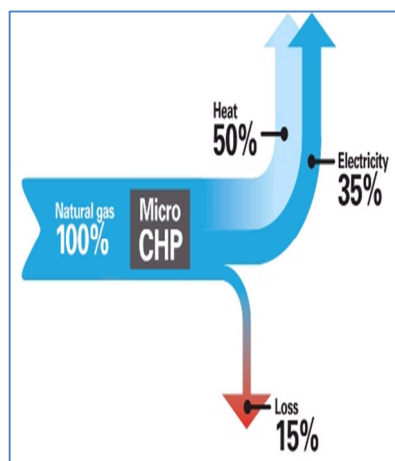 Heat
50%
Electricity
35%
Natural gas
100%
Micro
CHP
Loss
15%